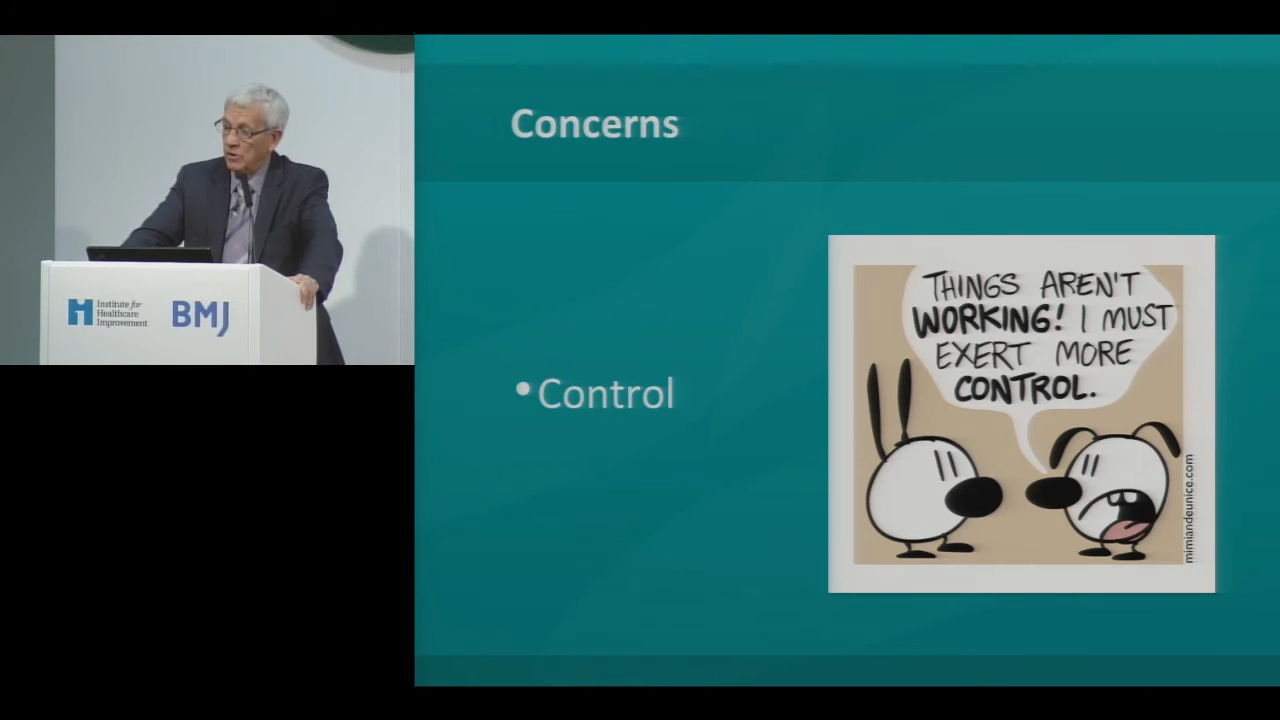 Institute for
Healthcare
Improvement
BMJ
Concerns
• Control
THINGS AREN'T
WORKING! I MUST
EXERT MORE
CONTROL.
mimiandeunice.com